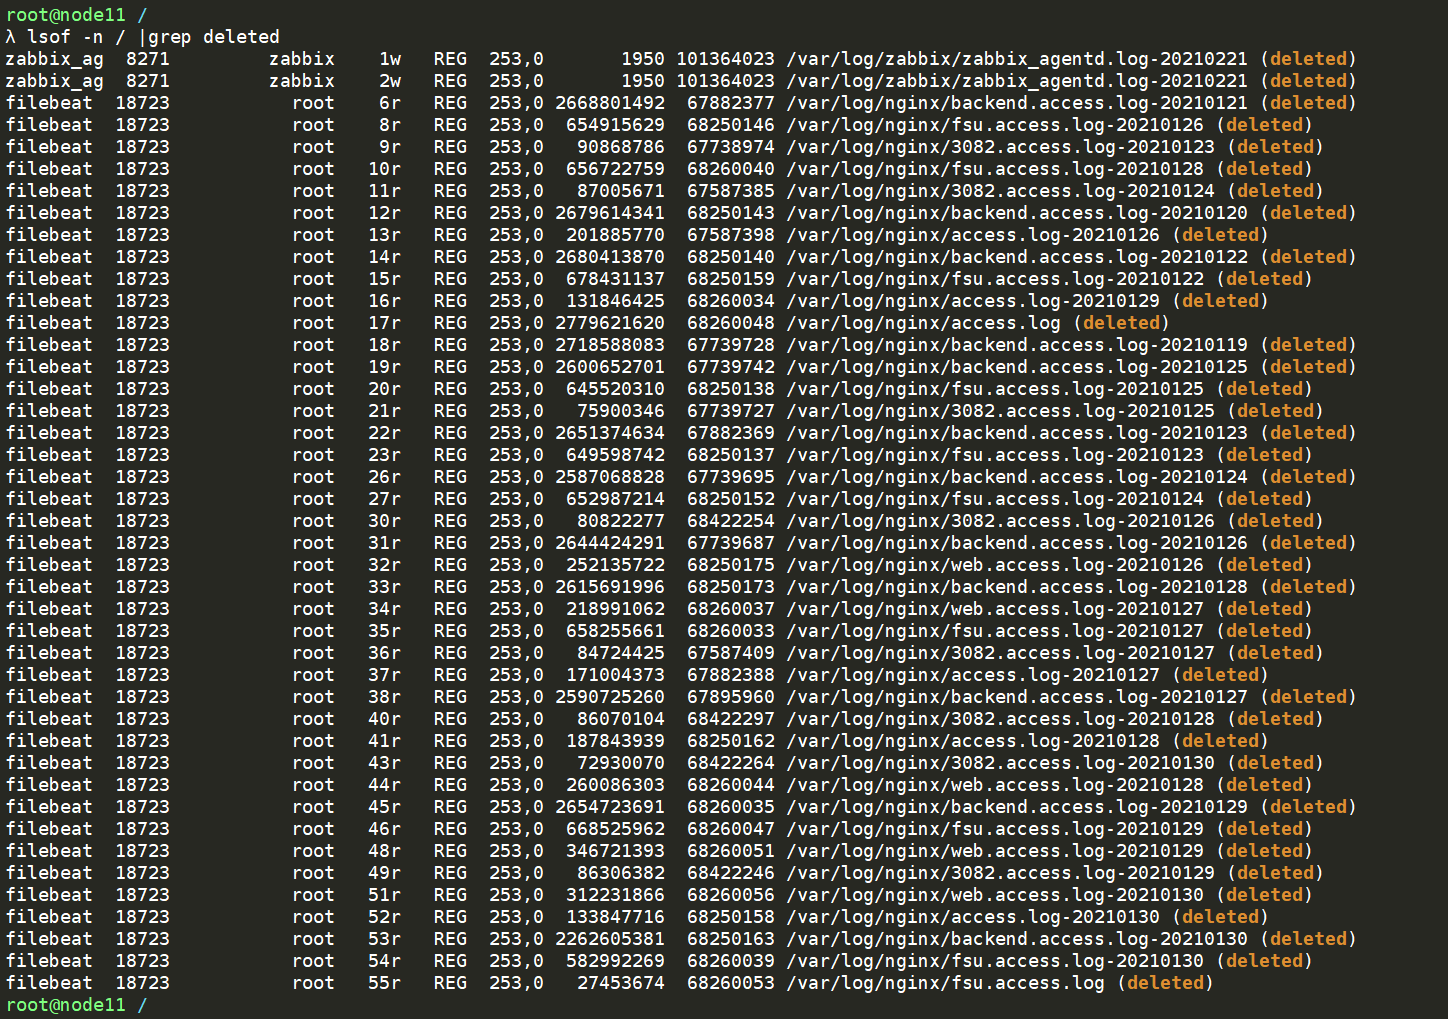 root@node11 /
λ lsof -n / |grep deleted
zabbix_ag  8271         zabbix    1w   REG  253,0       1950 101364023 /var/log/zabbix/zabbix_agentd.log-20210221 (deleted)
zabbix_ag  8271         zabbix    2w   REG  253,0       1950 101364023 /var/log/zabbix/zabbix_agentd.log-20210221 (deleted)
filebeat  18723           root    6r   REG  253,0 2668801492  67882377 /var/log/nginx/backend.access.log-20210121 (deleted)
filebeat  18723           root    8r   REG  253,0  654915629  68250146 /var/log/nginx/fsu.access.log-20210126 (deleted)
filebeat  18723           root    9r   REG  253,0   90868786  67738974 /var/log/nginx/3082.access.log-20210123 (deleted)
filebeat  18723           root   10r   REG  253,0  656722759  68260040 /var/log/nginx/fsu.access.log-20210128 (deleted)
filebeat  18723           root   11r   REG  253,0   87005671  67587385 /var/log/nginx/3082.access.log-20210124 (deleted)
filebeat  18723           root   12r   REG  253,0 2679614341  68250143 /var/log/nginx/backend.access.log-20210120 (deleted)
filebeat  18723           root   13r   REG  253,0  201885770  67587398 /var/log/nginx/access.log-20210126 (deleted)
filebeat  18723           root   14r   REG  253,0 2680413870  68250140 /var/log/nginx/backend.access.log-20210122 (deleted)
filebeat  18723           root   15r   REG  253,0  678431137  68250159 /var/log/nginx/fsu.access.log-20210122 (deleted)
filebeat  18723           root   16r   REG  253,0  131846425  68260034 /var/log/nginx/access.log-20210129 (deleted)
filebeat  18723           root   17r   REG  253,0 2779621620  68260048 /var/log/nginx/access.log (deleted)
filebeat  18723           root   18r   REG  253,0 2718588083  67739728 /var/log/nginx/backend.access.log-20210119 (deleted)
filebeat  18723           root   19r   REG  253,0 2600652701  67739742 /var/log/nginx/backend.access.log-20210125 (deleted)
filebeat  18723           root   20r   REG  253,0  645520310  68250138 /var/log/nginx/fsu.access.log-20210125 (deleted)
filebeat  18723           root   21r   REG  253,0   75900346  67739727 /var/log/nginx/3082.access.log-20210125 (deleted)
filebeat  18723           root   22r   REG  253,0 2651374634  67882369 /var/log/nginx/backend.access.log-20210123 (deleted)
filebeat  18723           root   23r   REG  253,0  649598742  68250137 /var/log/nginx/fsu.access.log-20210123 (deleted)
filebeat  18723           root   26r   REG  253,0 2587068828  67739695 /var/log/nginx/backend.access.log-20210124 (deleted)
filebeat  18723           root   27r   REG  253,0  652987214  68250152 /var/log/nginx/fsu.access.log-20210124 (deleted)
filebeat  18723           root   30r   REG  253,0   80822277  68422254 /var/log/nginx/3082.access.log-20210126 (deleted)
filebeat  18723           root   31r   REG  253,0 2644424291  67739687 /var/log/nginx/backend.access.log-20210126 (deleted)
filebeat  18723           root   32r   REG  253,0  252135722  68250175 /var/log/nginx/web.access.log-20210126 (deleted)
filebeat  18723           root   33r   REG  253,0 2615691996  68250173 /var/log/nginx/backend.access.log-20210128 (deleted)
filebeat  18723           root   34r   REG  253,0  218991062  68260037 /var/log/nginx/web.access.log-20210127 (deleted)
filebeat  18723           root   35r   REG  253,0  658255661  68260033 /var/log/nginx/fsu.access.log-20210127 (deleted)
filebeat  18723           root   36r   REG  253,0   84724425  67587409 /var/log/nginx/3082.access.log-20210127 (deleted)
filebeat  18723           root   37r   REG  253,0  171004373  67882388 /var/log/nginx/access.log-20210127 (deleted)
filebeat  18723           root   38r   REG  253,0 2590725260  67895960 /var/log/nginx/backend.access.log-20210127 (deleted)
filebeat  18723           root   40r   REG  253,0   86070104  68422297 /var/log/nginx/3082.access.log-20210128 (deleted)
filebeat  18723           root   41r   REG  253,0  187843939  68250162 /var/log/nginx/access.log-20210128 (deleted)
filebeat  18723           root   43r   REG  253,0   72930070  68422264 /var/log/nginx/3082.access.log-20210130 (deleted)
filebeat  18723           root   44r   REG  253,0  260086303  68260044 /var/log/nginx/web.access.log-20210128 (deleted)
filebeat  18723           root   45r   REG  253,0 2654723691  68260035 /var/log/nginx/backend.access.log-20210129 (deleted)
filebeat  18723           root   46r   REG  253,0  668525962  68260047 /var/log/nginx/fsu.access.log-20210129 (deleted)
filebeat  18723           root   48r   REG  253,0  346721393  68260051 /var/log/nginx/web.access.log-20210129 (deleted)
filebeat  18723           root   49r   REG  253,0   86306382  68422246 /var/log/nginx/3082.access.log-20210129 (deleted)
filebeat  18723           root   51r   REG  253,0  312231866  68260056 /var/log/nginx/web.access.log-20210130 (deleted)
filebeat  18723           root   52r   REG  253,0  133847716  68250158 /var/log/nginx/access.log-20210130 (deleted)
filebeat  18723           root   53r   REG  253,0 2262605381  68250163 /var/log/nginx/backend.access.log-20210130 (deleted)
filebeat  18723           root   54r   REG  253,0  582992269  68260039 /var/log/nginx/fsu.access.log-20210130 (deleted)
filebeat  18723           root   55r   REG  253,0   27453674  68260053 /var/log/nginx/fsu.access.log (deleted)
root@node11 /